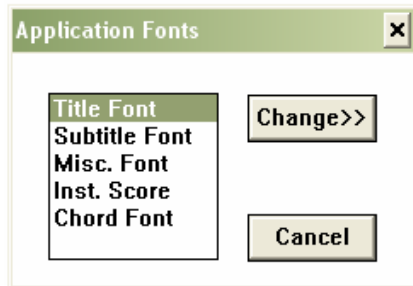 Application Fonts
Title Font
Subtitle Font
Misc. Font
Inst. Score
Chord Font
Change>>
Cancel